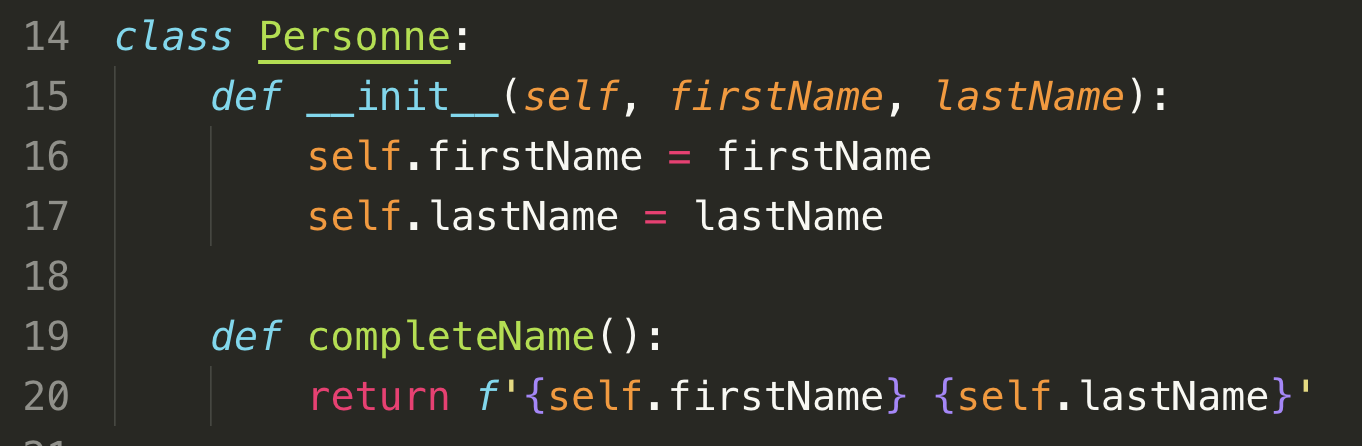 14 class Personne:
15     def __init__(self, firstName, lastName):
16         self.firstName = firstName
17         self.lastName = lastName
18
19     def completeName():
20         return f'{self.firstName} {self.lastName}'